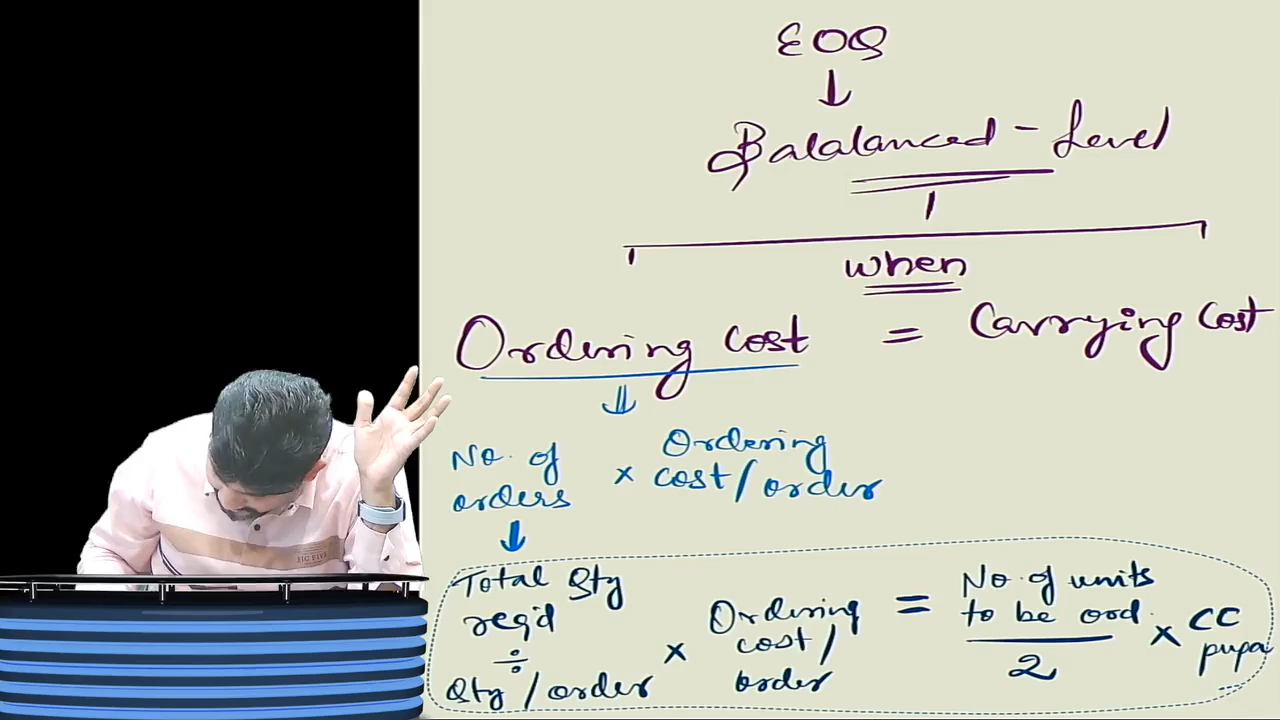 EOQ
↓
Balalanced - Level
when
Ordering cost = Carrying Cost
↓
No. of orders × Ordering cost/order
↓
Total Qty req'd ÷ Qty/order × Ordering cost/order = No. of units to be ord. / 2 × CC pupa